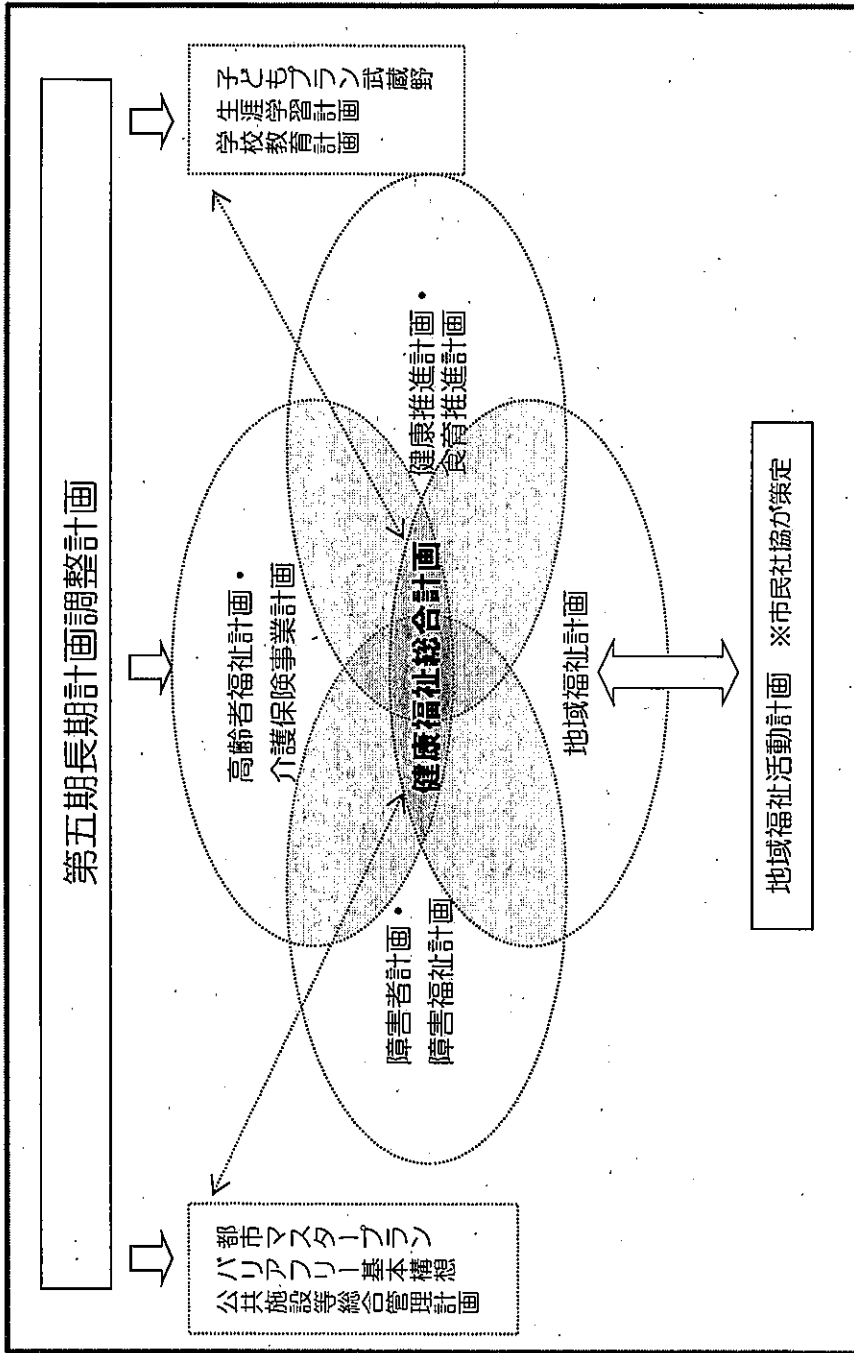 第五期長期計画調整計画
都市マスタープラン
バリアフリー基本構想
公共施設等総合管理計画
子どもプラン武蔵野
生涯学習計画
学校教育計画
高齢者福祉計画・
介護保険事業計画
障害者計画・
障害福祉計画
健康福祉総合計画
健康推進計画・
食育推進計画
地域福祉計画
地域福祉活動計画 ※市民社協が策定